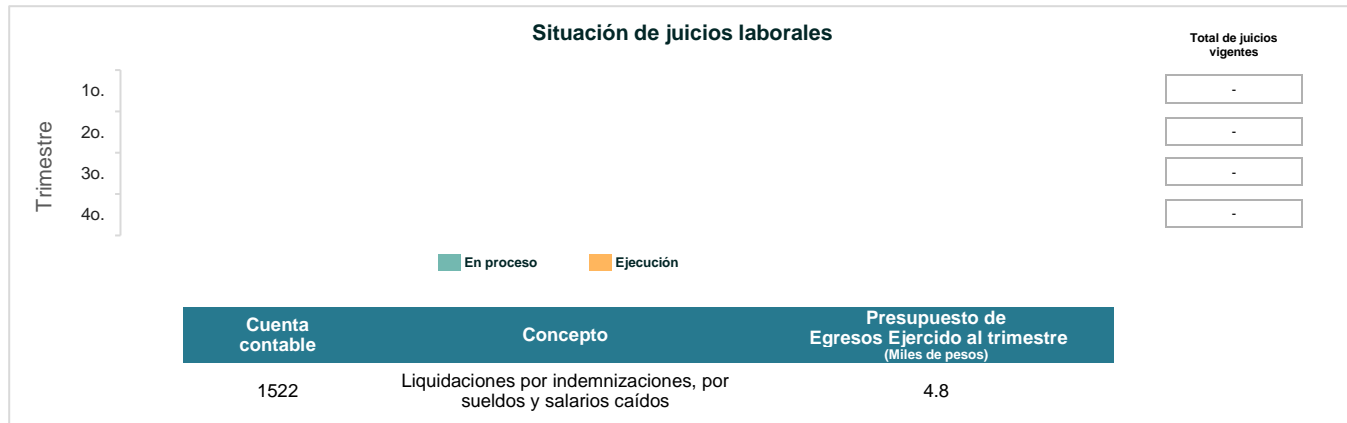 Situación de juicios laborales
Total de juicios
vigentes
Trimestre
1o.
-
2o.
-
3o.
-
4o.
-
En proceso
Ejecución
Cuenta
contable
Concepto
Presupuesto de
Egresos Ejercido al trimestre
(Miles de pesos)
1522
Liquidaciones por indemnizaciones, por
sueldos y salarios caídos
4.8